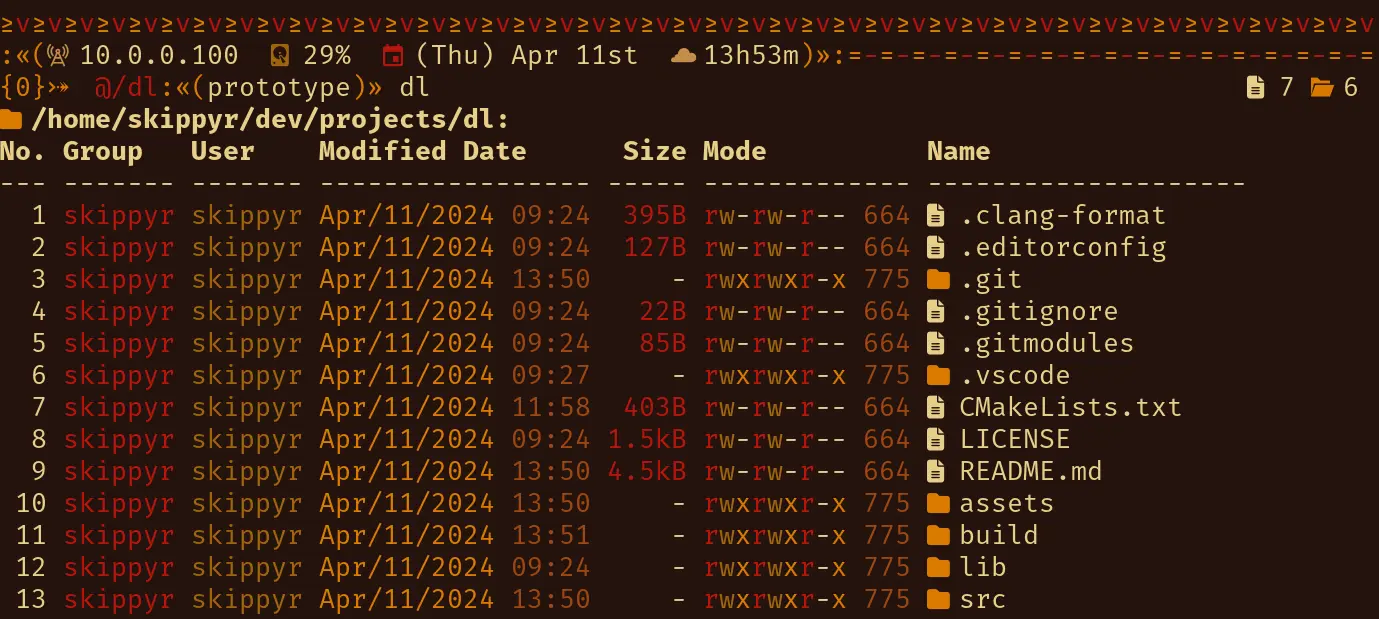 ≥v≥v≥v≥v≥v≥v≥v≥v≥v≥v≥v≥v≥v≥v≥v≥v≥v≥v≥v≥v≥v≥v≥v≥v≥v≥v≥v≥v≥v≥v≥v≥v≥v≥v≥v≥v≥v≥v≥v≥v≥v≥v≥v
:«( 10.0.0.100 29% (Thu) Apr 11st 13h53m)»:=-=-=-=-=-=-=-=-=-=-=-=-=-=-=-=-=
{0}⤐ @/dl:«(prototype)» dl 7 6
/home/skippyr/dev/projects/dl:
No. Group User Modified Date Size Mode Name
--- ------- ------- ----------------- ----- ------------- --------------------
1 skippyr skippyr Apr/11/2024 09:24 395B rw-rw-r-- 664 .clang-format
2 skippyr skippyr Apr/11/2024 09:24 127B rw-rw-r-- 664 .editorconfig
3 skippyr skippyr Apr/11/2024 13:50 - rwxrwxr-x 775 .git
4 skippyr skippyr Apr/11/2024 09:24 22B rw-rw-r-- 664 .gitignore
5 skippyr skippyr Apr/11/2024 09:24 85B rw-rw-r-- 664 .gitmodules
6 skippyr skippyr Apr/11/2024 09:27 - rwxrwxr-x 775 .vscode
7 skippyr skippyr Apr/11/2024 11:58 403B rw-rw-r-- 664 CMakeLists.txt
8 skippyr skippyr Apr/11/2024 09:24 1.5kB rw-rw-r-- 664 LICENSE
9 skippyr skippyr Apr/11/2024 13:50 4.5kB rw-rw-r-- 664 README.md
10 skippyr skippyr Apr/11/2024 13:50 - rwxrwxr-x 775 assets
11 skippyr skippyr Apr/11/2024 13:51 - rwxrwxr-x 775 build
12 skippyr skippyr Apr/11/2024 09:24 - rwxrwxr-x 775 lib
13 skippyr skippyr Apr/11/2024 13:50 - rwxrwxr-x 775 src